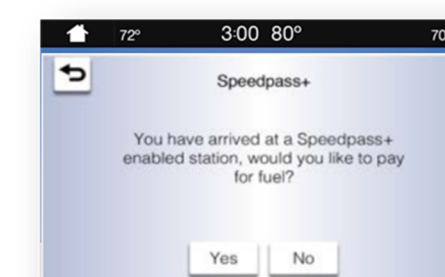 72° 3:00 80° 70
Speedpass+
You have arrived at a Speedpass+
enabled station, would you like to pay
for fuel?
Yes No